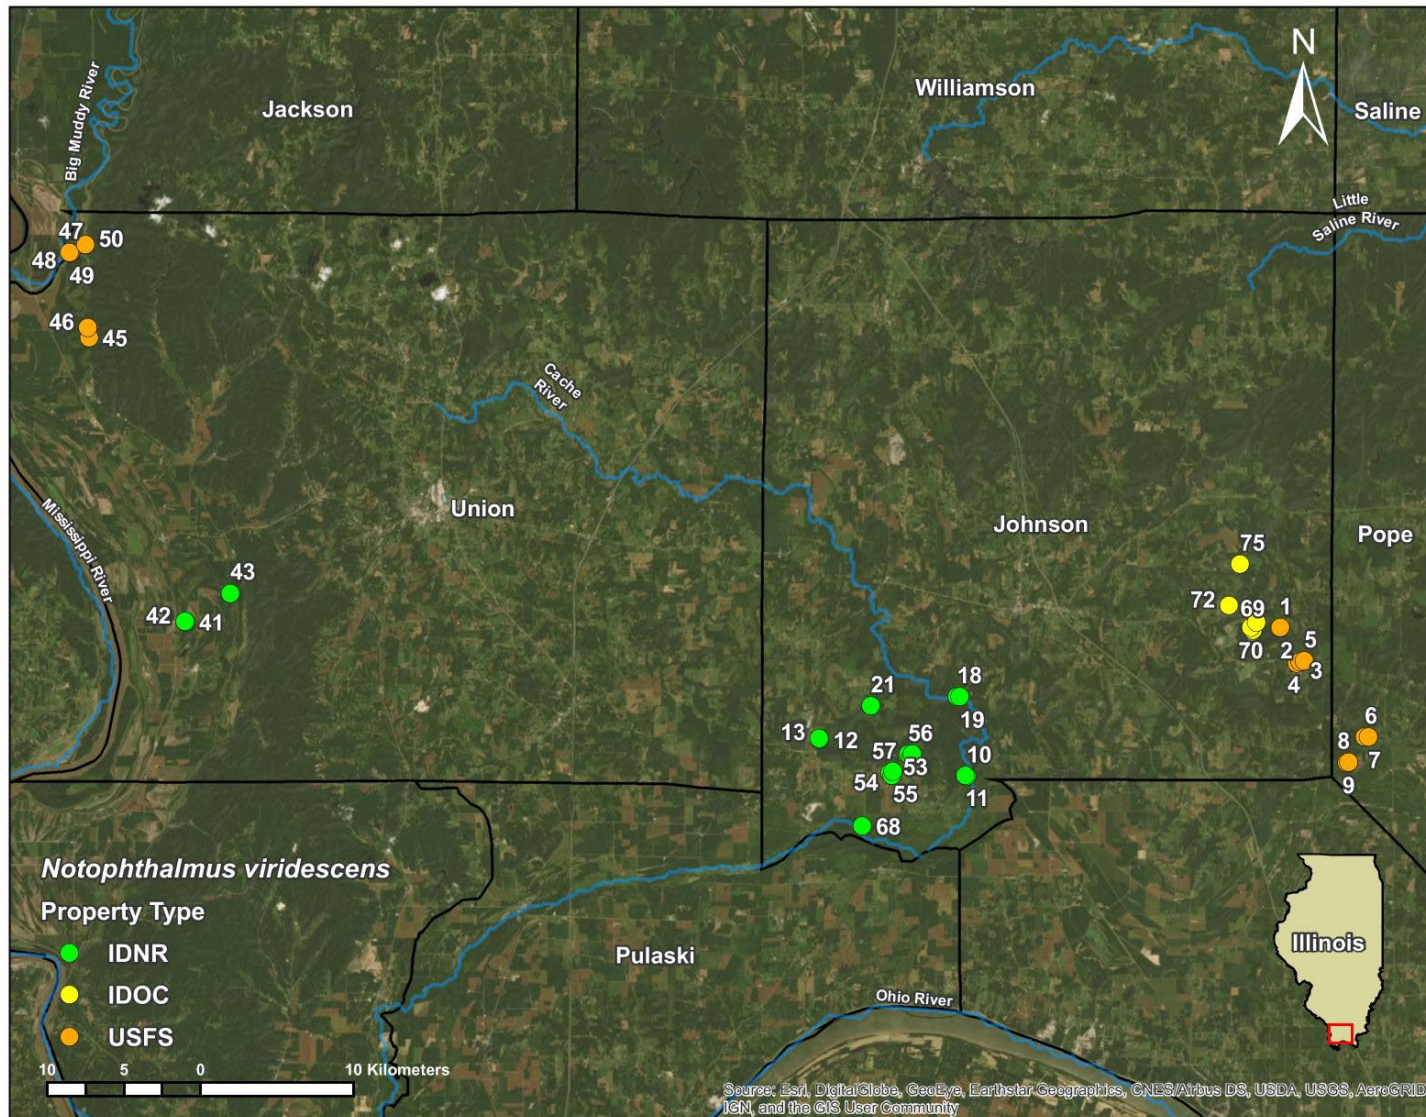 N
Jackson
Williamson
Saline
Big Muddy River
Little
Saline River
47
50
48
49
46
45
Cache
River
Mississippi River
Union
Johnson
Pope
75
43
72
69
1
42
41
70
2
5
4
3
21
18
19
13
12
57
56
6
8
7
54
53
10
55
11
9
68
Notophthalmus viridescens
Property Type
IDNR
IDOC
USFS
Pulaski
Illinois
Ohio River
10 5 0 10 Kilometers
Source: Esri, DigitalGlobe, GeoEye, Earthstar Geographics, CNES/Airbus DS, USDA, USGS, AeroGRID,
IGN, and the GIS User Community